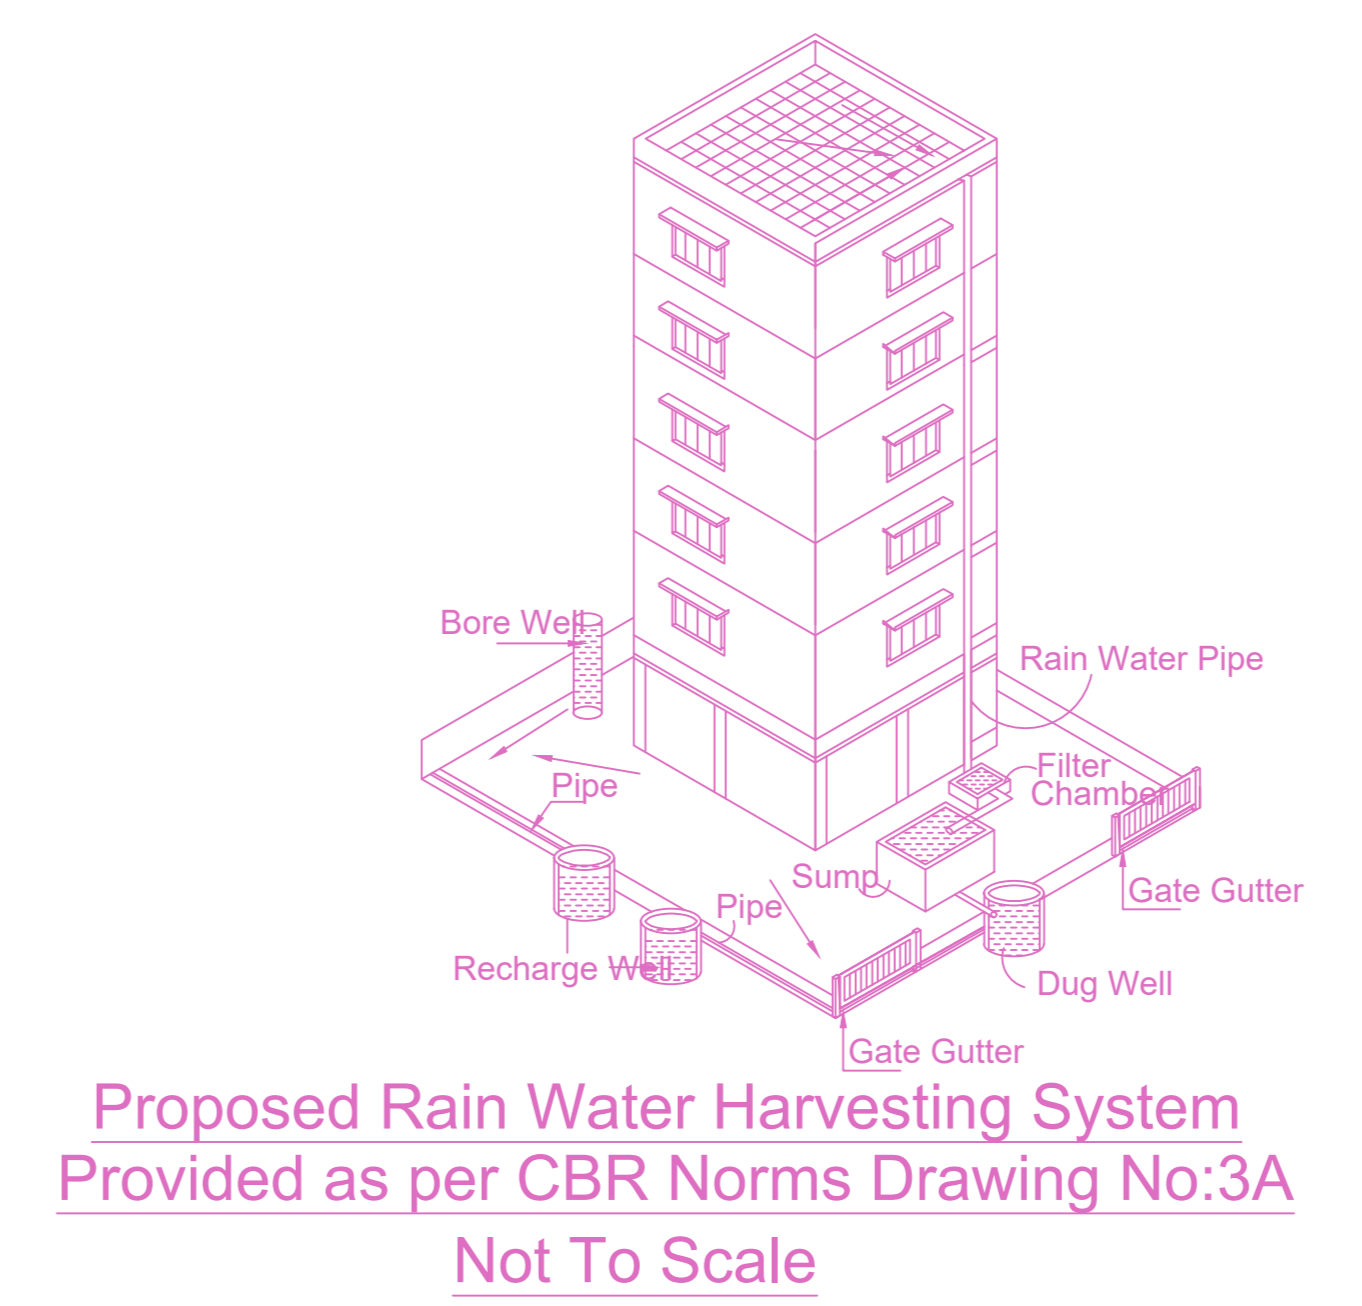 Bore Well
Rain Water Pipe
Filter
Chamber
Pipe
Sump
Gate Gutter
Pipe
Recharge Well
Dug Well
Gate Gutter
Proposed Rain Water Harvesting System
Provided as per CBR Norms Drawing No:3A
Not To Scale